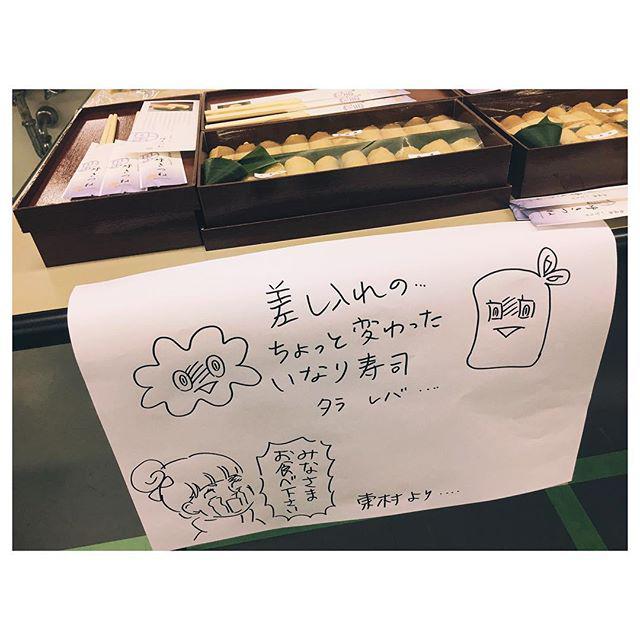 差し入れの…
ちょっと変わった
いなり寿司
タラ レバ…．
みなさま
お食べ下さい
東村より．．．．